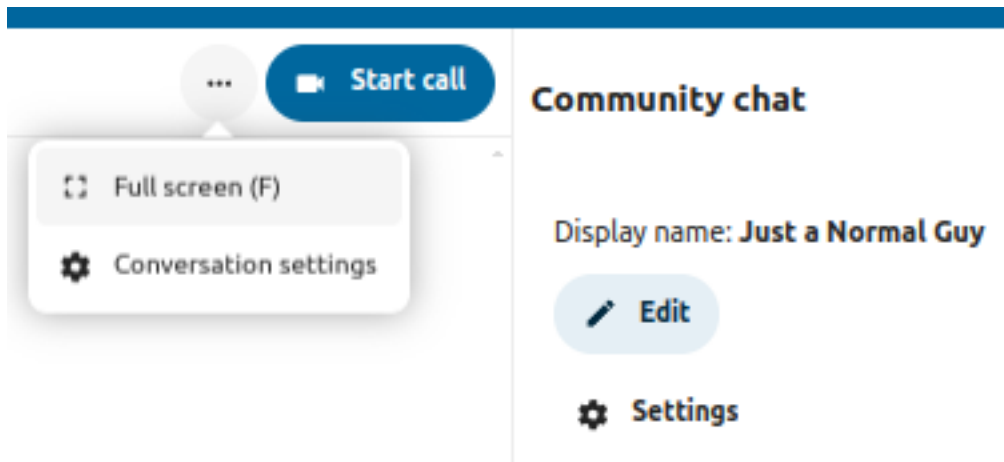 ... Start call
Community chat
Full screen (F)
Conversation settings
Display name: Just a Normal Guy
Edit
Settings